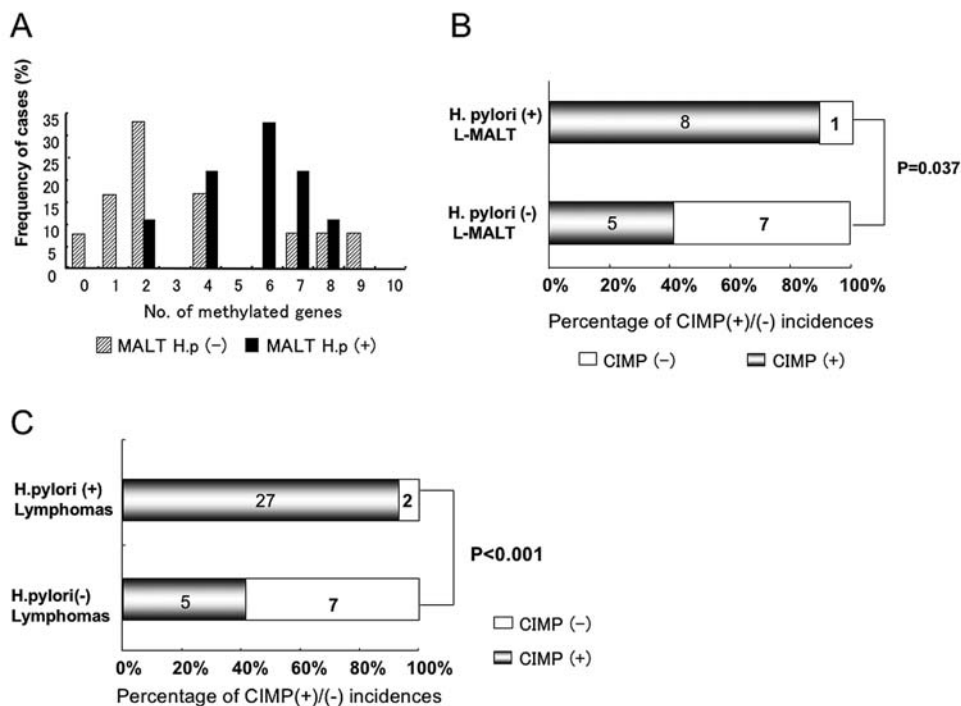 A
Frequency of cases (%)
35
30
25
20
15
10
5
0
0 1 2 3 4 5 6 7 8 9 10
No. of methylated genes
MALT H.p (-) MALT H.p (+)
B
H. pylori (+)
L-MALT
8 1
H. pylori (-)
L-MALT
5 7
P=0.037
0% 20% 40% 60% 80% 100%
Percentage of CIMP(+)/(-) incidences
CIMP (-) CIMP (+)
C
H.pylori (+)
Lymphomas
27 2
H.pylori(-)
Lymphomas
5 7
P<0.001
0% 20% 40% 60% 80% 100%
Percentage of CIMP(+)/(-) incidences
CIMP (-)
CIMP (+)